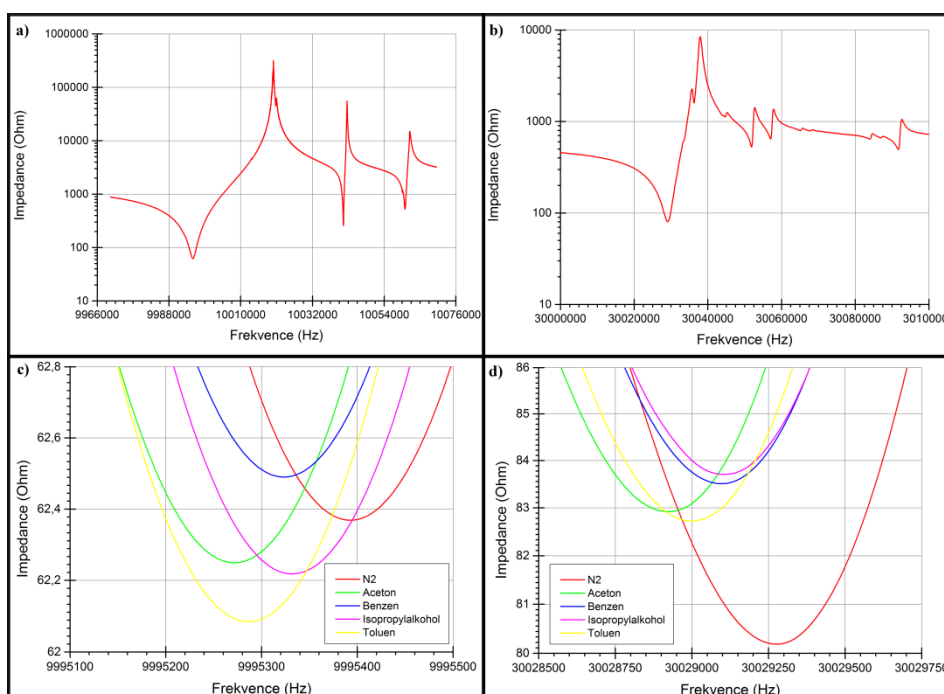 a)
1000000
100000
10000
1000
100
10
Impedance (Ohm)
9966000 9988000 10010000 10032000 10054000 10076000
Frekvence (Hz)
b)
10000
1000
100
10
Impedance (Ohm)
30000000 30020000 30040000 30060000 30080000 3010000
Frekvence (Hz)
c)
62,8
62,6
62,4
62,2
62
Impedance (Ohm)
N2
Aceton
Benzen
Isopropylalkohol
Toluen
9995100 9995200 9995300 9995400 9995500
Frekvence (Hz)
d)
86
85
84
83
82
81
80
Impedance (Ohm)
N2
Aceton
Benzen
Isopropylalkohol
Toluen
30028500 30028750 30029000 30029250 30029500 30029750
Frekvence (Hz)